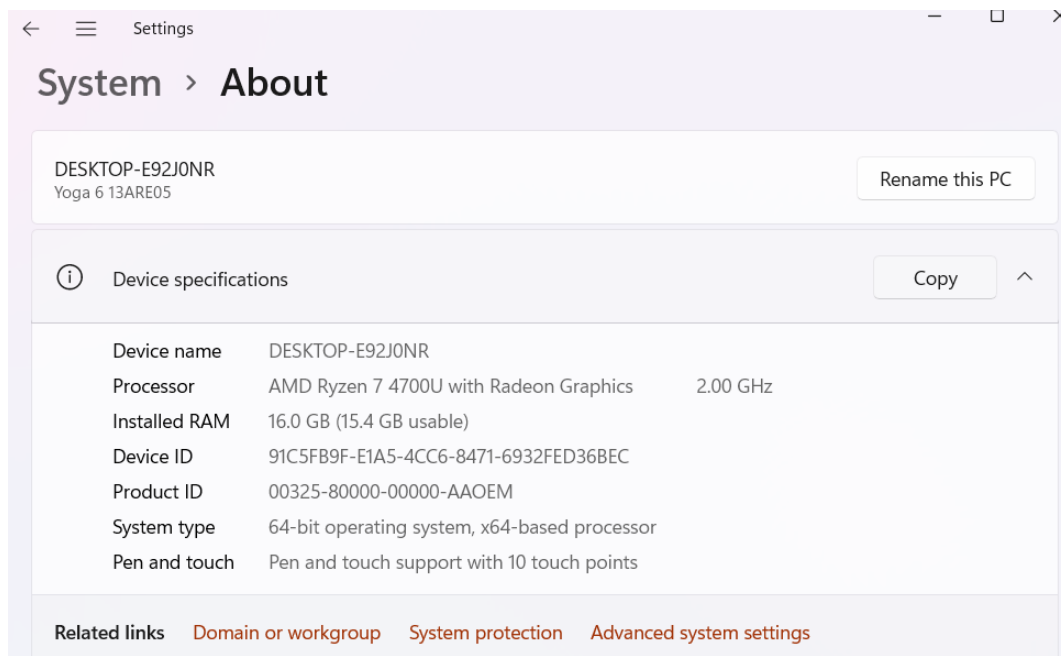 Settings
System > About
DESKTOP-E92J0NR
Yoga 6 13ARE05
Rename this PC
Device specifications
Copy
Device name DESKTOP-E92J0NR
Processor AMD Ryzen 7 4700U with Radeon Graphics 2.00 GHz
Installed RAM 16.0 GB (15.4 GB usable)
Device ID 91C5FB9F-E1A5-4CC6-8471-6932FED36BEC
Product ID 00325-80000-00000-AAOEM
System type 64-bit operating system, x64-based processor
Pen and touch Pen and touch support with 10 touch points
Related links Domain or workgroup System protection Advanced system settings